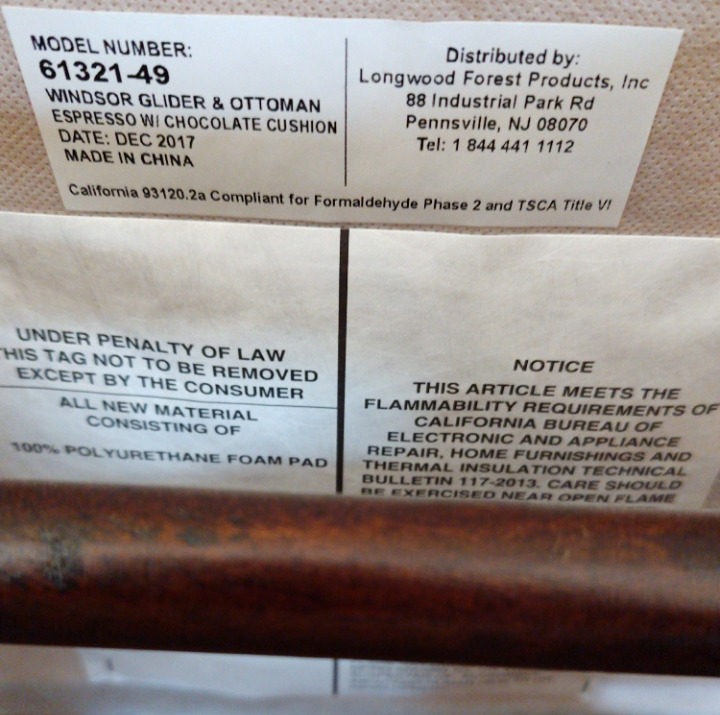 MODEL NUMBER:
61321-49
WINDSOR GLIDER & OTTOMAN
ESPRESSO W/ CHOCOLATE CUSHION
DATE: DEC 2017
MADE IN CHINA
Distributed by:
Longwood Forest Products, Inc
88 Industrial Park Rd
Pennsville, NJ 08070
Tel: 1 844 441 1112
California 93120.2a Compliant for Formaldehyde Phase 2 and TSCA Title VI
UNDER PENALTY OF LAW
THIS TAG NOT TO BE REMOVED
EXCEPT BY THE CONSUMER
ALL NEW MATERIAL
CONSISTING OF
100% POLYURETHANE FOAM PAD
NOTICE
THIS ARTICLE MEETS THE
FLAMMABILITY REQUIREMENTS OF
CALIFORNIA BUREAU OF
ELECTRONIC AND APPLIANCE
REPAIR, HOME FURNISHINGS AND
THERMAL INSULATION TECHNICAL
BULLETIN 117-2013. CARE SHOULD
BE EXERCISED NEAR OPEN FLAME